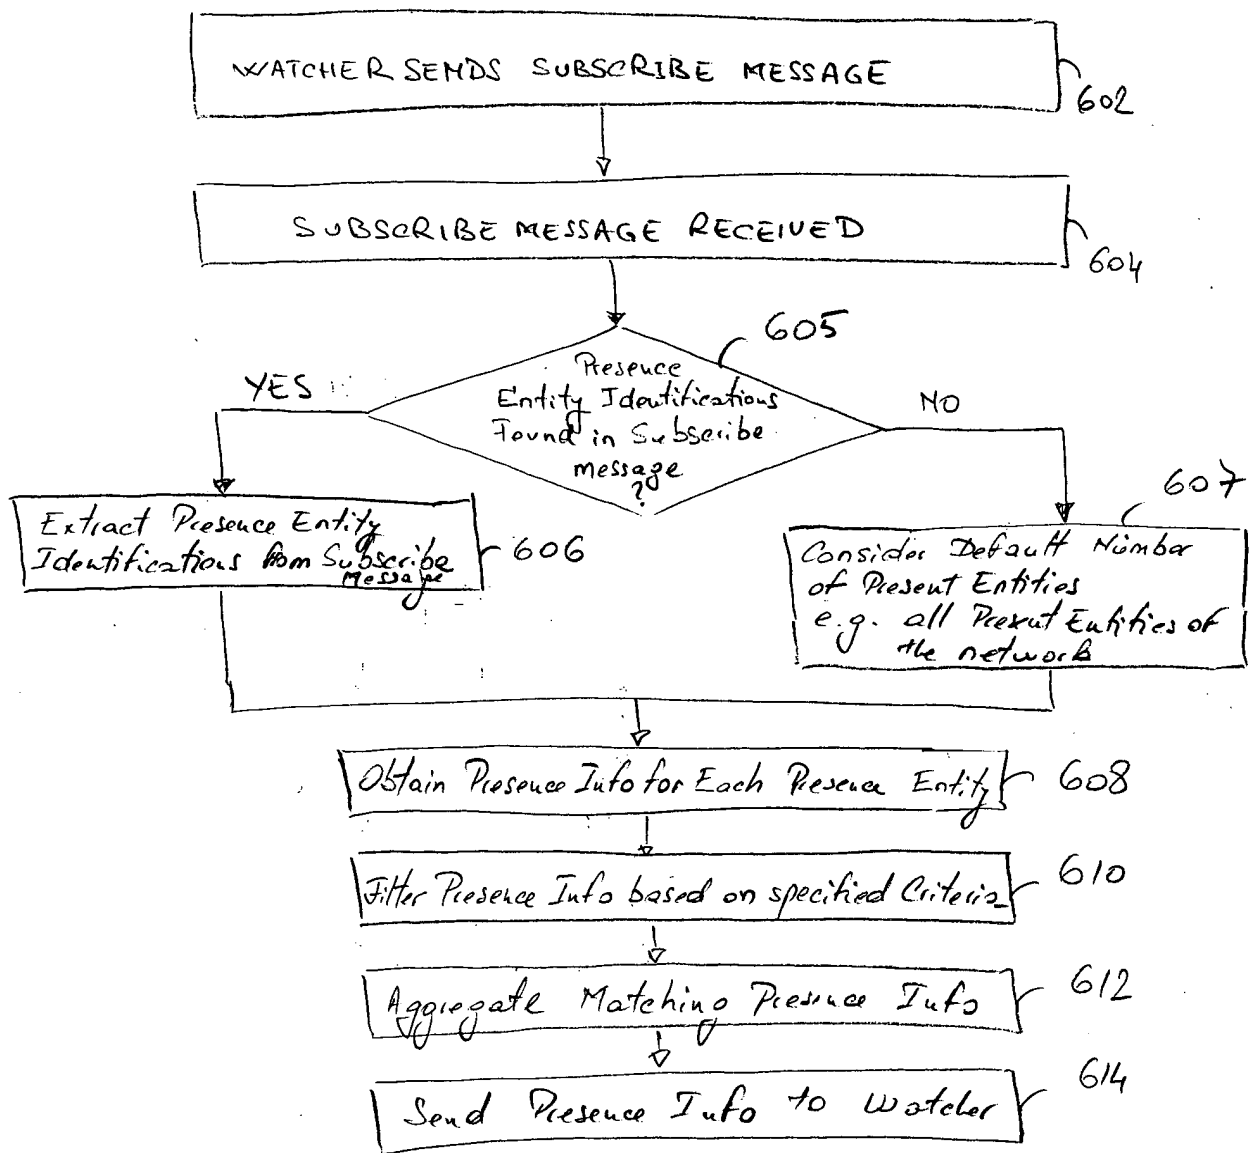 WATCHER SENDS SUBSCRIBE MESSAGE
602
SUBSCRIBE MESSAGE RECEIVED
604
605
Presence
Entity Identifications
Found in Subscribe
message
?
YES
NO
Extract Presence Entity
Identifications from Subscribe
Message
606
607
Consider Default Number
of Present Entities
e.g. all Present Entities of
the network
Obtain Presence Info for Each Presence Entity
608
Filter Presence Info based on specified Criteria
610
Aggregate Matching Presence Info
612
Send Presence Info to Watcher
614